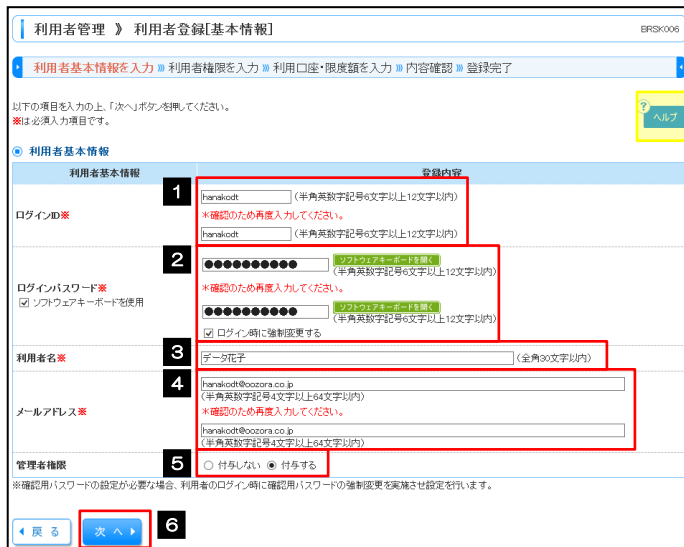 利用者管理 》 利用者登録[基本情報]
BRSK006
利用者基本情報を入力 ⟫ 利用者権限を入力 ⟫ 利用口座・限度額を入力 ⟫ 内容確認 ⟫ 登録完了
以下の項目を入力の上、「次へ」ボタンを押してください。
※は必須入力項目です。
? ヘルプ
利用者基本情報
利用者基本情報 登録内容
1
hanakodt (半角英数字記号6文字以上12文字以内)
ログインID※
*確認のため再度入力してください。
hanakodt (半角英数字記号6文字以上12文字以内)
2
●●●●●●●●●● ソフトウェアキーボードを開く
(半角英数字記号6文字以上12文字以内)
ログインパスワード※
*確認のため再度入力してください。
ソフトウェアキーボードを使用
●●●●●●●●●● ソフトウェアキーボードを開く
(半角英数字記号6文字以上12文字以内)
ログイン時に強制変更する
3
利用者名※
データ花子 (全角30文字以内)
4
hanakodt@oozora.co.jp
(半角英数字記号4文字以上64文字以内)
メールアドレス※
*確認のため再度入力してください。
hanakodt@oozora.co.jp
(半角英数字記号4文字以上64文字以内)
5
管理者権限
付与しない 付与する
※確認用パスワードの設定が必要な場合、利用者のログイン時に確認用パスワードの強制変更を実施させ設定を行います。
戻る 次へ 6